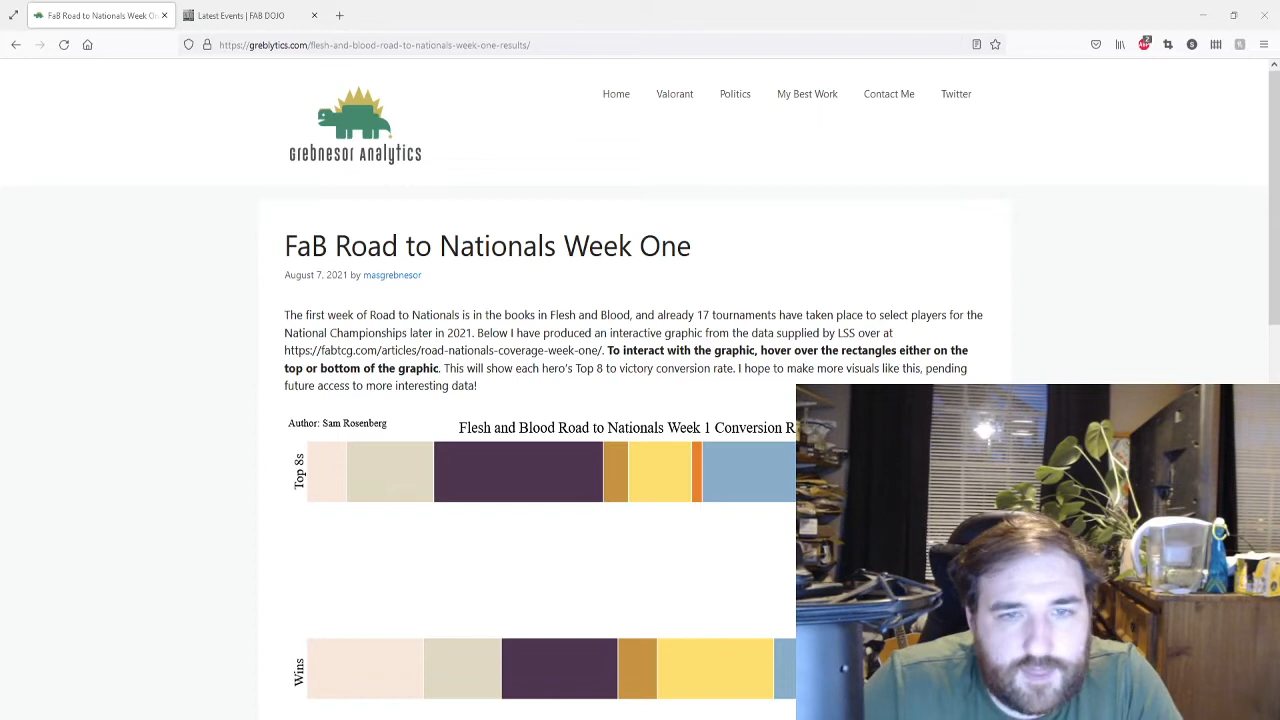 FaB Road to Nationals Week On
Latest Events | FAB DOJO
https://greblytics.com/flesh-and-blood-road-to-nationals-week-one-results/
2
GREBNESOR ANALYTICS
Home Valorant Politics My Best Work Contact Me Twitter
FaB Road to Nationals Week One
August 7, 2021 by masgrebnesor
The first week of Road to Nationals is in the books in Flesh and Blood, and already 17 tournaments have taken place to select players for the
National Championships later in 2021. Below I have produced an interactive graphic from the data supplied by LSS over at
https://fabtcg.com/articles/road-nationals-coverage-week-one/. To interact with the graphic, hover over the rectangles either on the
top or bottom of the graphic. This will show each hero's Top 8 to victory conversion rate. I hope to make more visuals like this, pending
future access to more interesting data!
Author: Sam Rosenberg
Flesh and Blood Road to Nationals Week 1 Conversion R
Top 8s
Wins